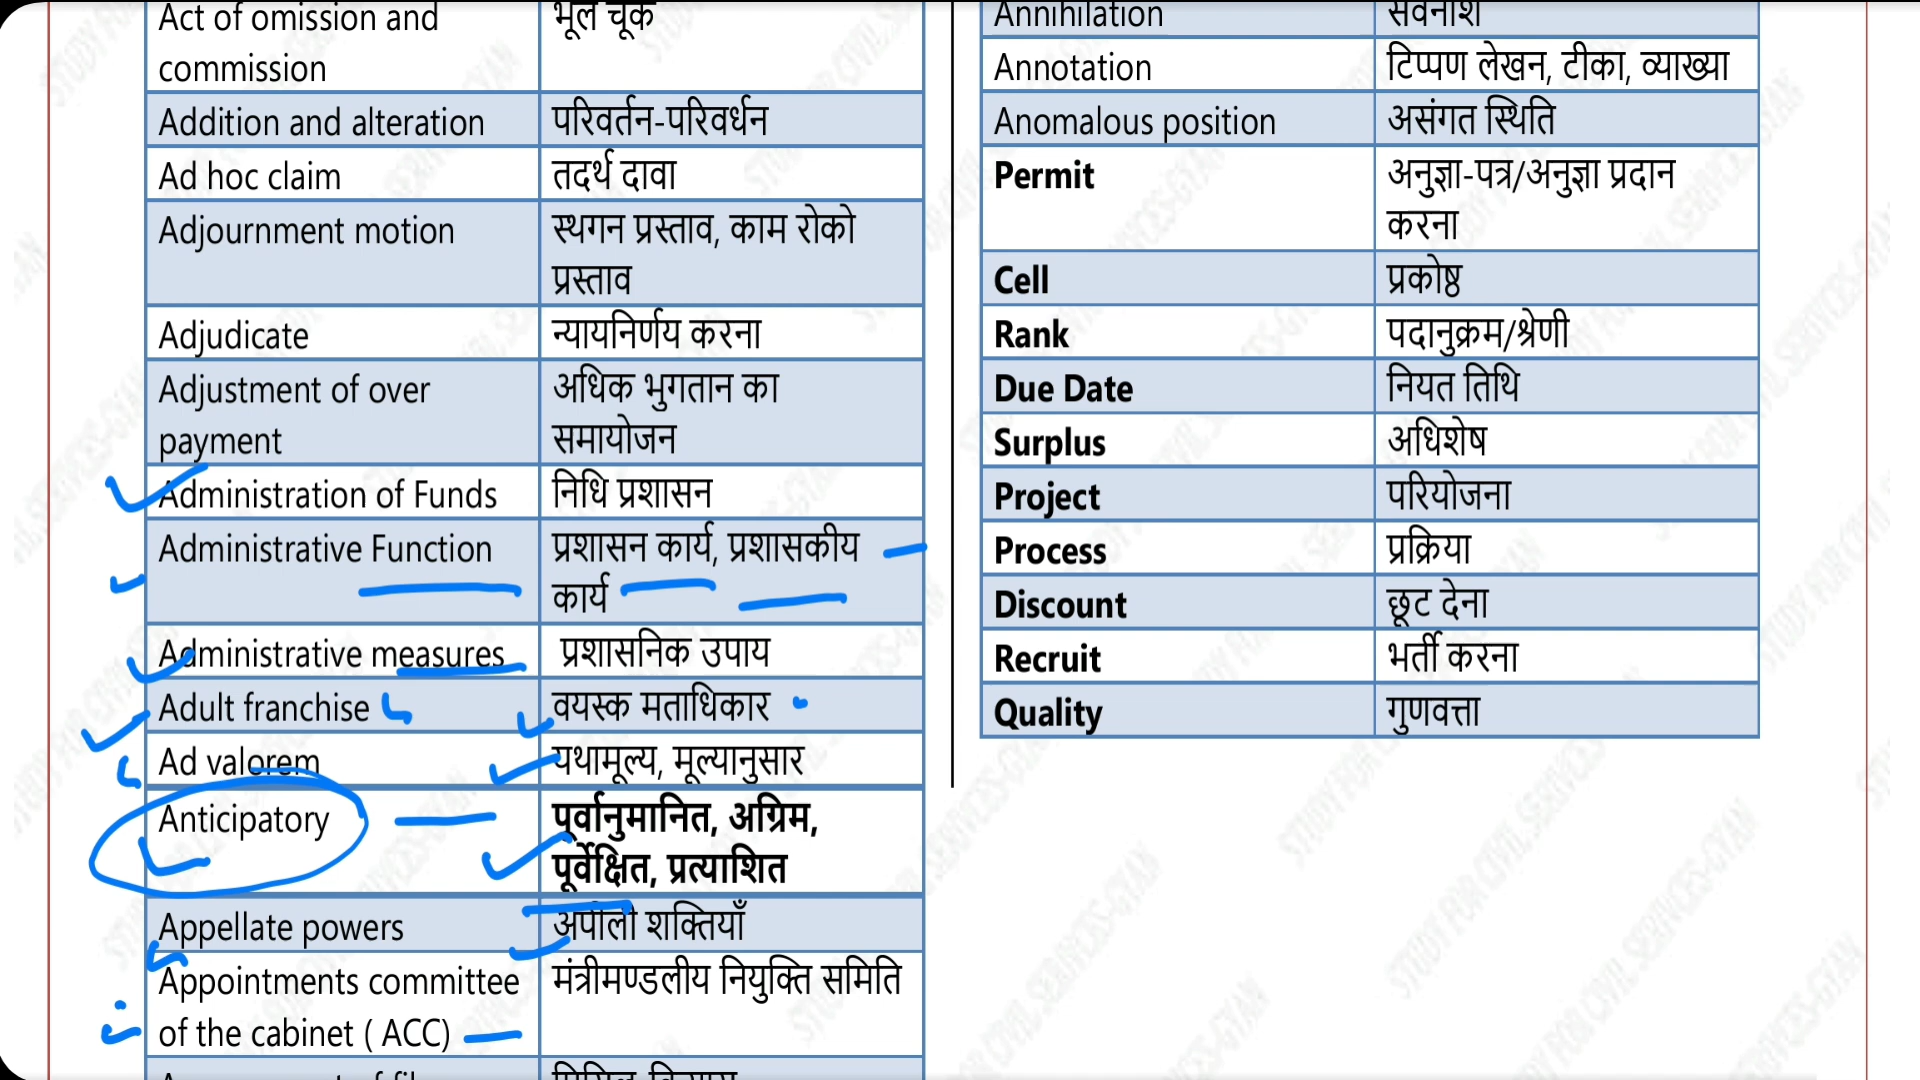 Act of omission and
commission
भूल चूक
Addition and alteration
परिवर्तन-परिवर्धन
Ad hoc claim
तदर्थ दावा
Adjournment motion
स्थगन प्रस्ताव, काम रोको
प्रस्ताव
Adjudicate
न्यायनिर्णय करना
Adjustment of over
payment
अधिक भुगतान का
समायोजन
Administration of Funds
निधि प्रशासन
Administrative Function
प्रशासन कार्य, प्रशासकीय
कार्य
Administrative measures
प्रशासनिक उपाय
Adult franchise
वयस्क मताधिकार
Ad valorem
यथामूल्य, मूल्यानुसार
Anticipatory
पूर्वानुमानित, अग्रिम,
पूर्वेक्षित, प्रत्याशित
Appellate powers
अपीली शक्तियाँ
Appointments committee
of the cabinet ( ACC)
मंत्रीमण्डलीय नियुक्ति समिति
Annihilation
सर्वनाश
Annotation
टिप्पण लेखन, टीका, व्याख्या
Anomalous position
असंगत स्थिति
Permit
अनुज्ञा-पत्र/अनुज्ञा प्रदान
करना
Cell
प्रकोष्ठ
Rank
पदानुक्रम/श्रेणी
Due Date
नियत तिथि
Surplus
अधिशेष
Project
परियोजना
Process
प्रक्रिया
Discount
छूट देना
Recruit
भर्ती करना
Quality
गुणवत्ता
STUDY FOR CIVIL SERVICES-GYAN